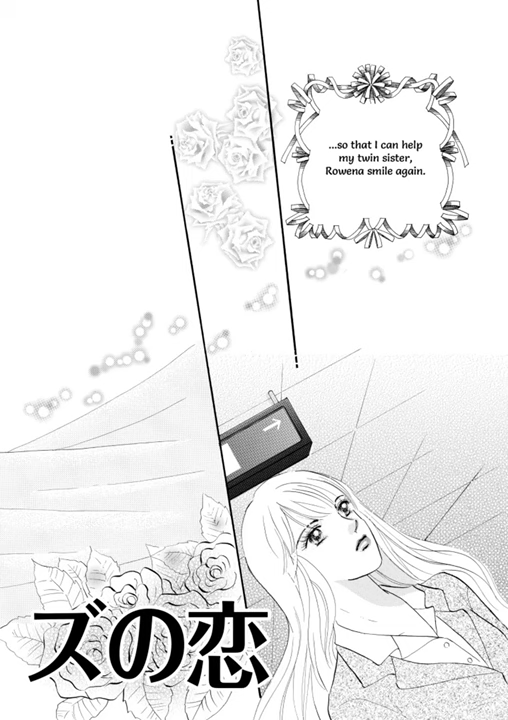 ...so that I can help
my twin sister,
Rowena smile again.
ズの恋